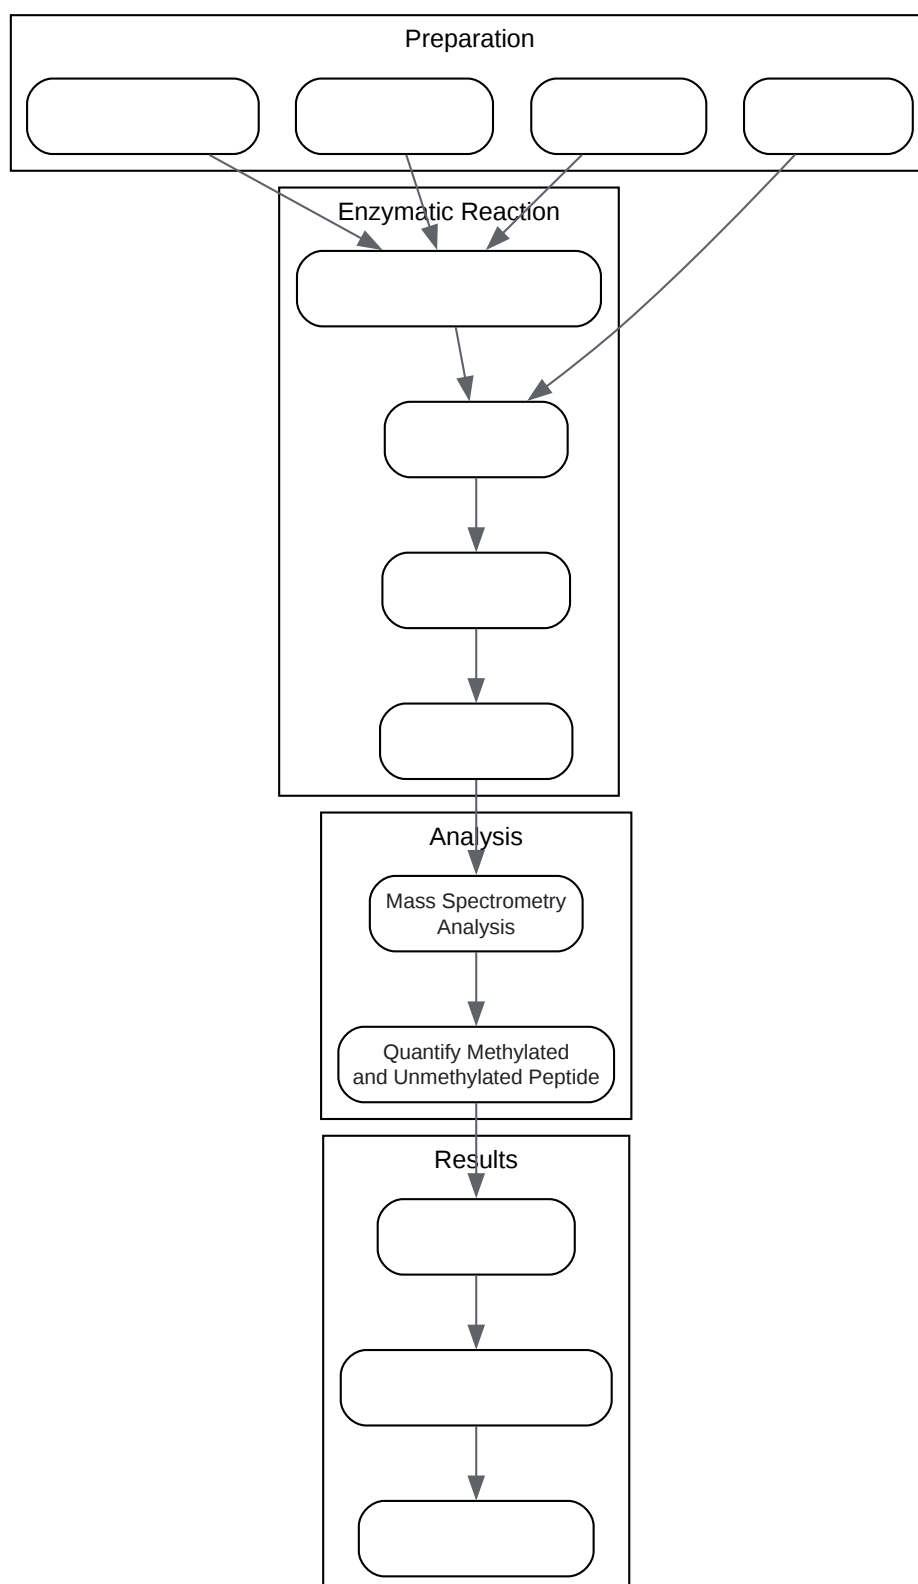 Preparation
Enzymatic Reaction
Analysis
Mass Spectrometry
Analysis
Quantify Methylated
and Unmethylated Peptide
Results